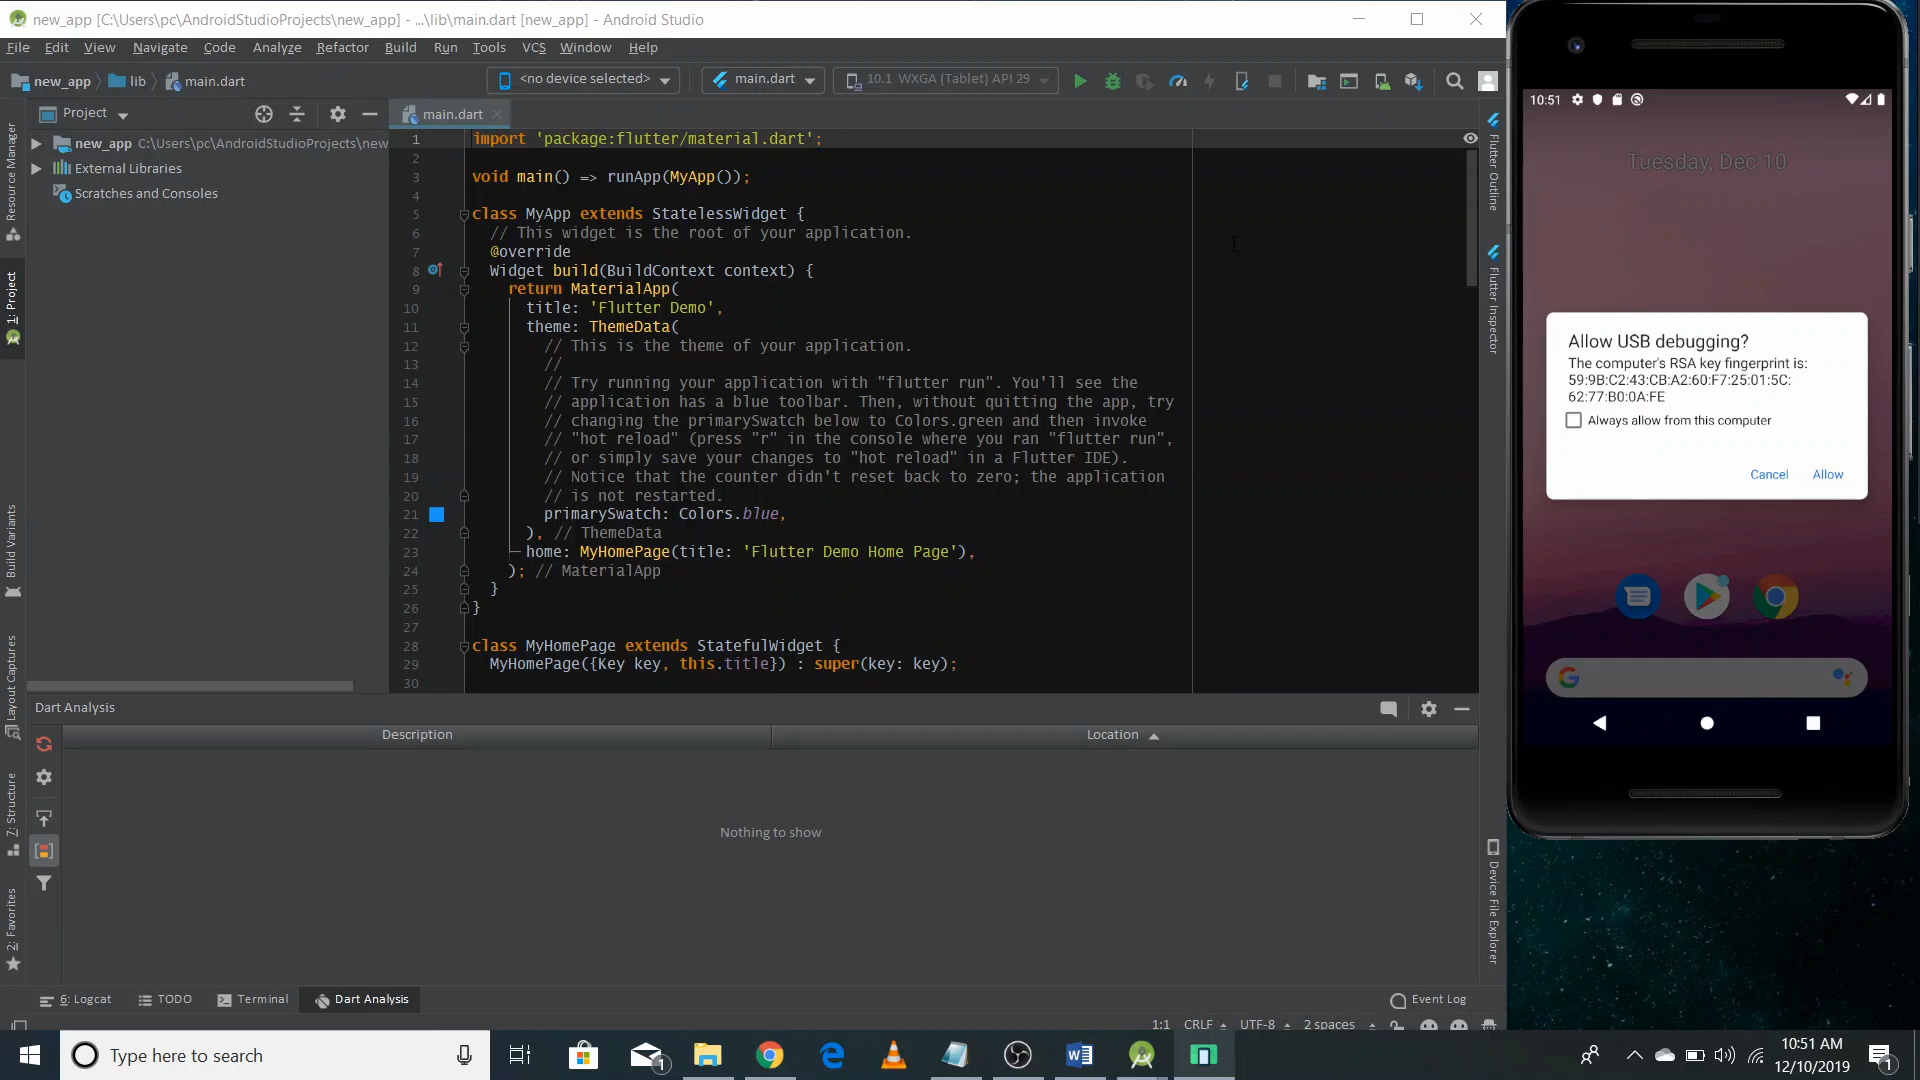 new_app [C:\Users\pc\AndroidStudioProjects\new_app] - ...\lib\main.dart [new_app] - Android Studio
File Edit View Navigate Code Analyze Refactor Build Run Tools VCS Window Help
new_app lib main.dart
<no device selected> main.dart 10.1 WXGA (Tablet) API 29
Project
main.dart
new_app C:\Users\pc\AndroidStudioProjects\new
External Libraries
Scratches and Consoles
Resource Manager
1: Project
Build Variants
Layout Captures
7: Structure
2: Favorites
1 import 'package:flutter/material.dart';
2
3 void main() => runApp(MyApp());
4
5 class MyApp extends StatelessWidget {
6 // This widget is the root of your application.
7 @override
8 Widget build(BuildContext context) {
9 return MaterialApp(
10 title: 'Flutter Demo',
11 theme: ThemeData(
12 // This is the theme of your application.
13 //
14 // Try running your application with "flutter run". You'll see the
15 // application has a blue toolbar. Then, without quitting the app, try
16 // changing the primarySwatch below to Colors.green and then invoke
17 // "hot reload" (press "r" in the console where you ran "flutter run",
18 // or simply save your changes to "hot reload" in a Flutter IDE).
19 // Notice that the counter didn't reset back to zero; the application
20 // is not restarted.
21 primarySwatch: Colors.blue,
22 ), // ThemeData
23 home: MyHomePage(title: 'Flutter Demo Home Page'),
24 ); // MaterialApp
25 }
26 }
27
28 class MyHomePage extends StatefulWidget {
29 MyHomePage({Key key, this.title}) : super(key: key);
30
Flutter Outline
Flutter Inspector
Device File Explorer
Dart Analysis
Description Location
Nothing to show
6: Logcat TODO Terminal Dart Analysis Event Log
1:1 CRLF UTF-8 2 spaces
10:51
Tuesday, Dec 10
Allow USB debugging?
The computer's RSA key fingerprint is:
59:9B:C2:43:CB:A2:60:F7:25:01:5C:
62:77:B0:0A:FE
Always allow from this computer
Cancel Allow
Type here to search
1
10:51 AM
12/10/2019
1